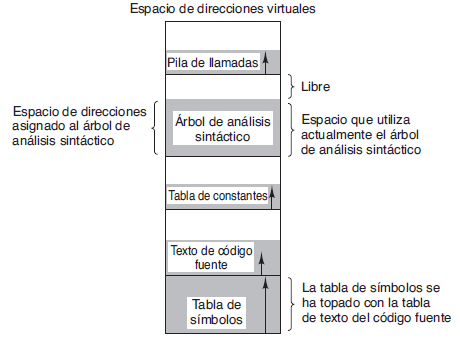 Espacio de direcciones virtuales
Pila de llamadas
Libre
Espacio de direcciones
asignado al árbol de
análisis sintáctico
Árbol de análisis
sintáctico
Espacio que utiliza
actualmente el árbol
de análisis sintáctico
Tabla de constantes
Texto de código
fuente
Tabla de
símbolos
La tabla de símbolos se
ha topado con la tabla
de texto del código fuente